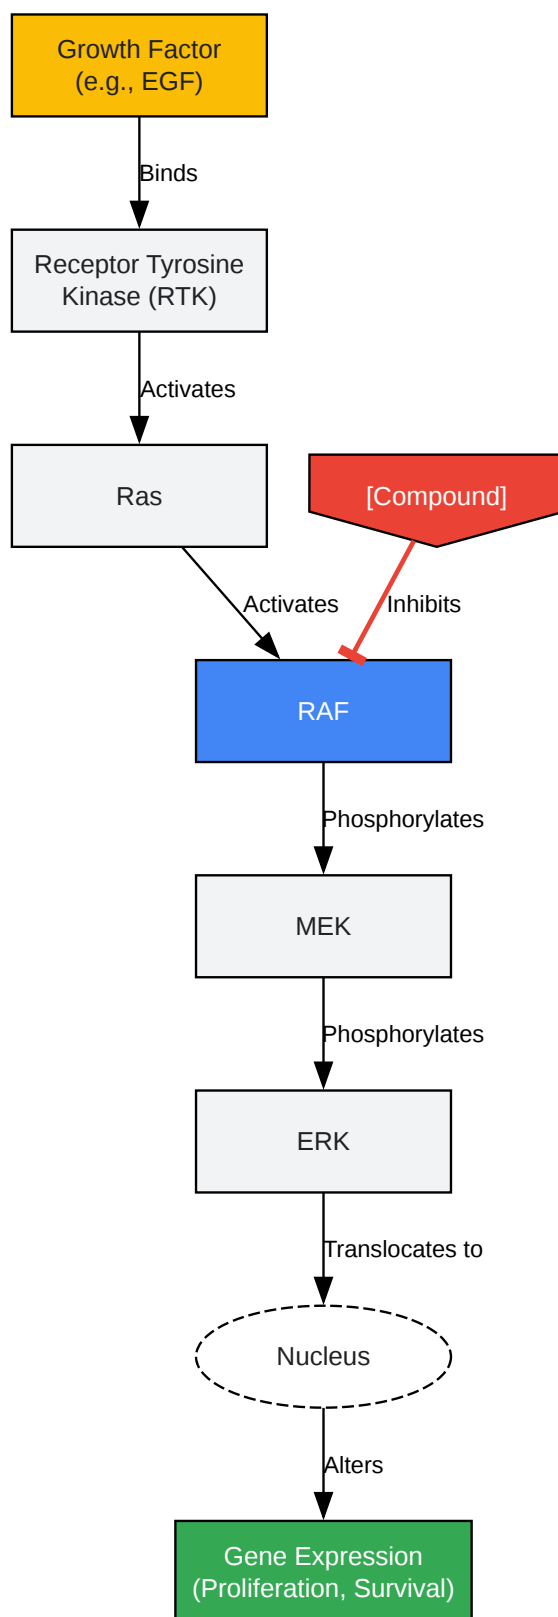 Growth Factor
(e.g., EGF)
Binds
Receptor Tyrosine
Kinase (RTK)
Activates
Ras
[Compound]
Activates
Inhibits
RAF
Phosphorylates
MEK
Phosphorylates
ERK
Translocates to
Nucleus
Alters
Gene Expression
(Proliferation, Survival)